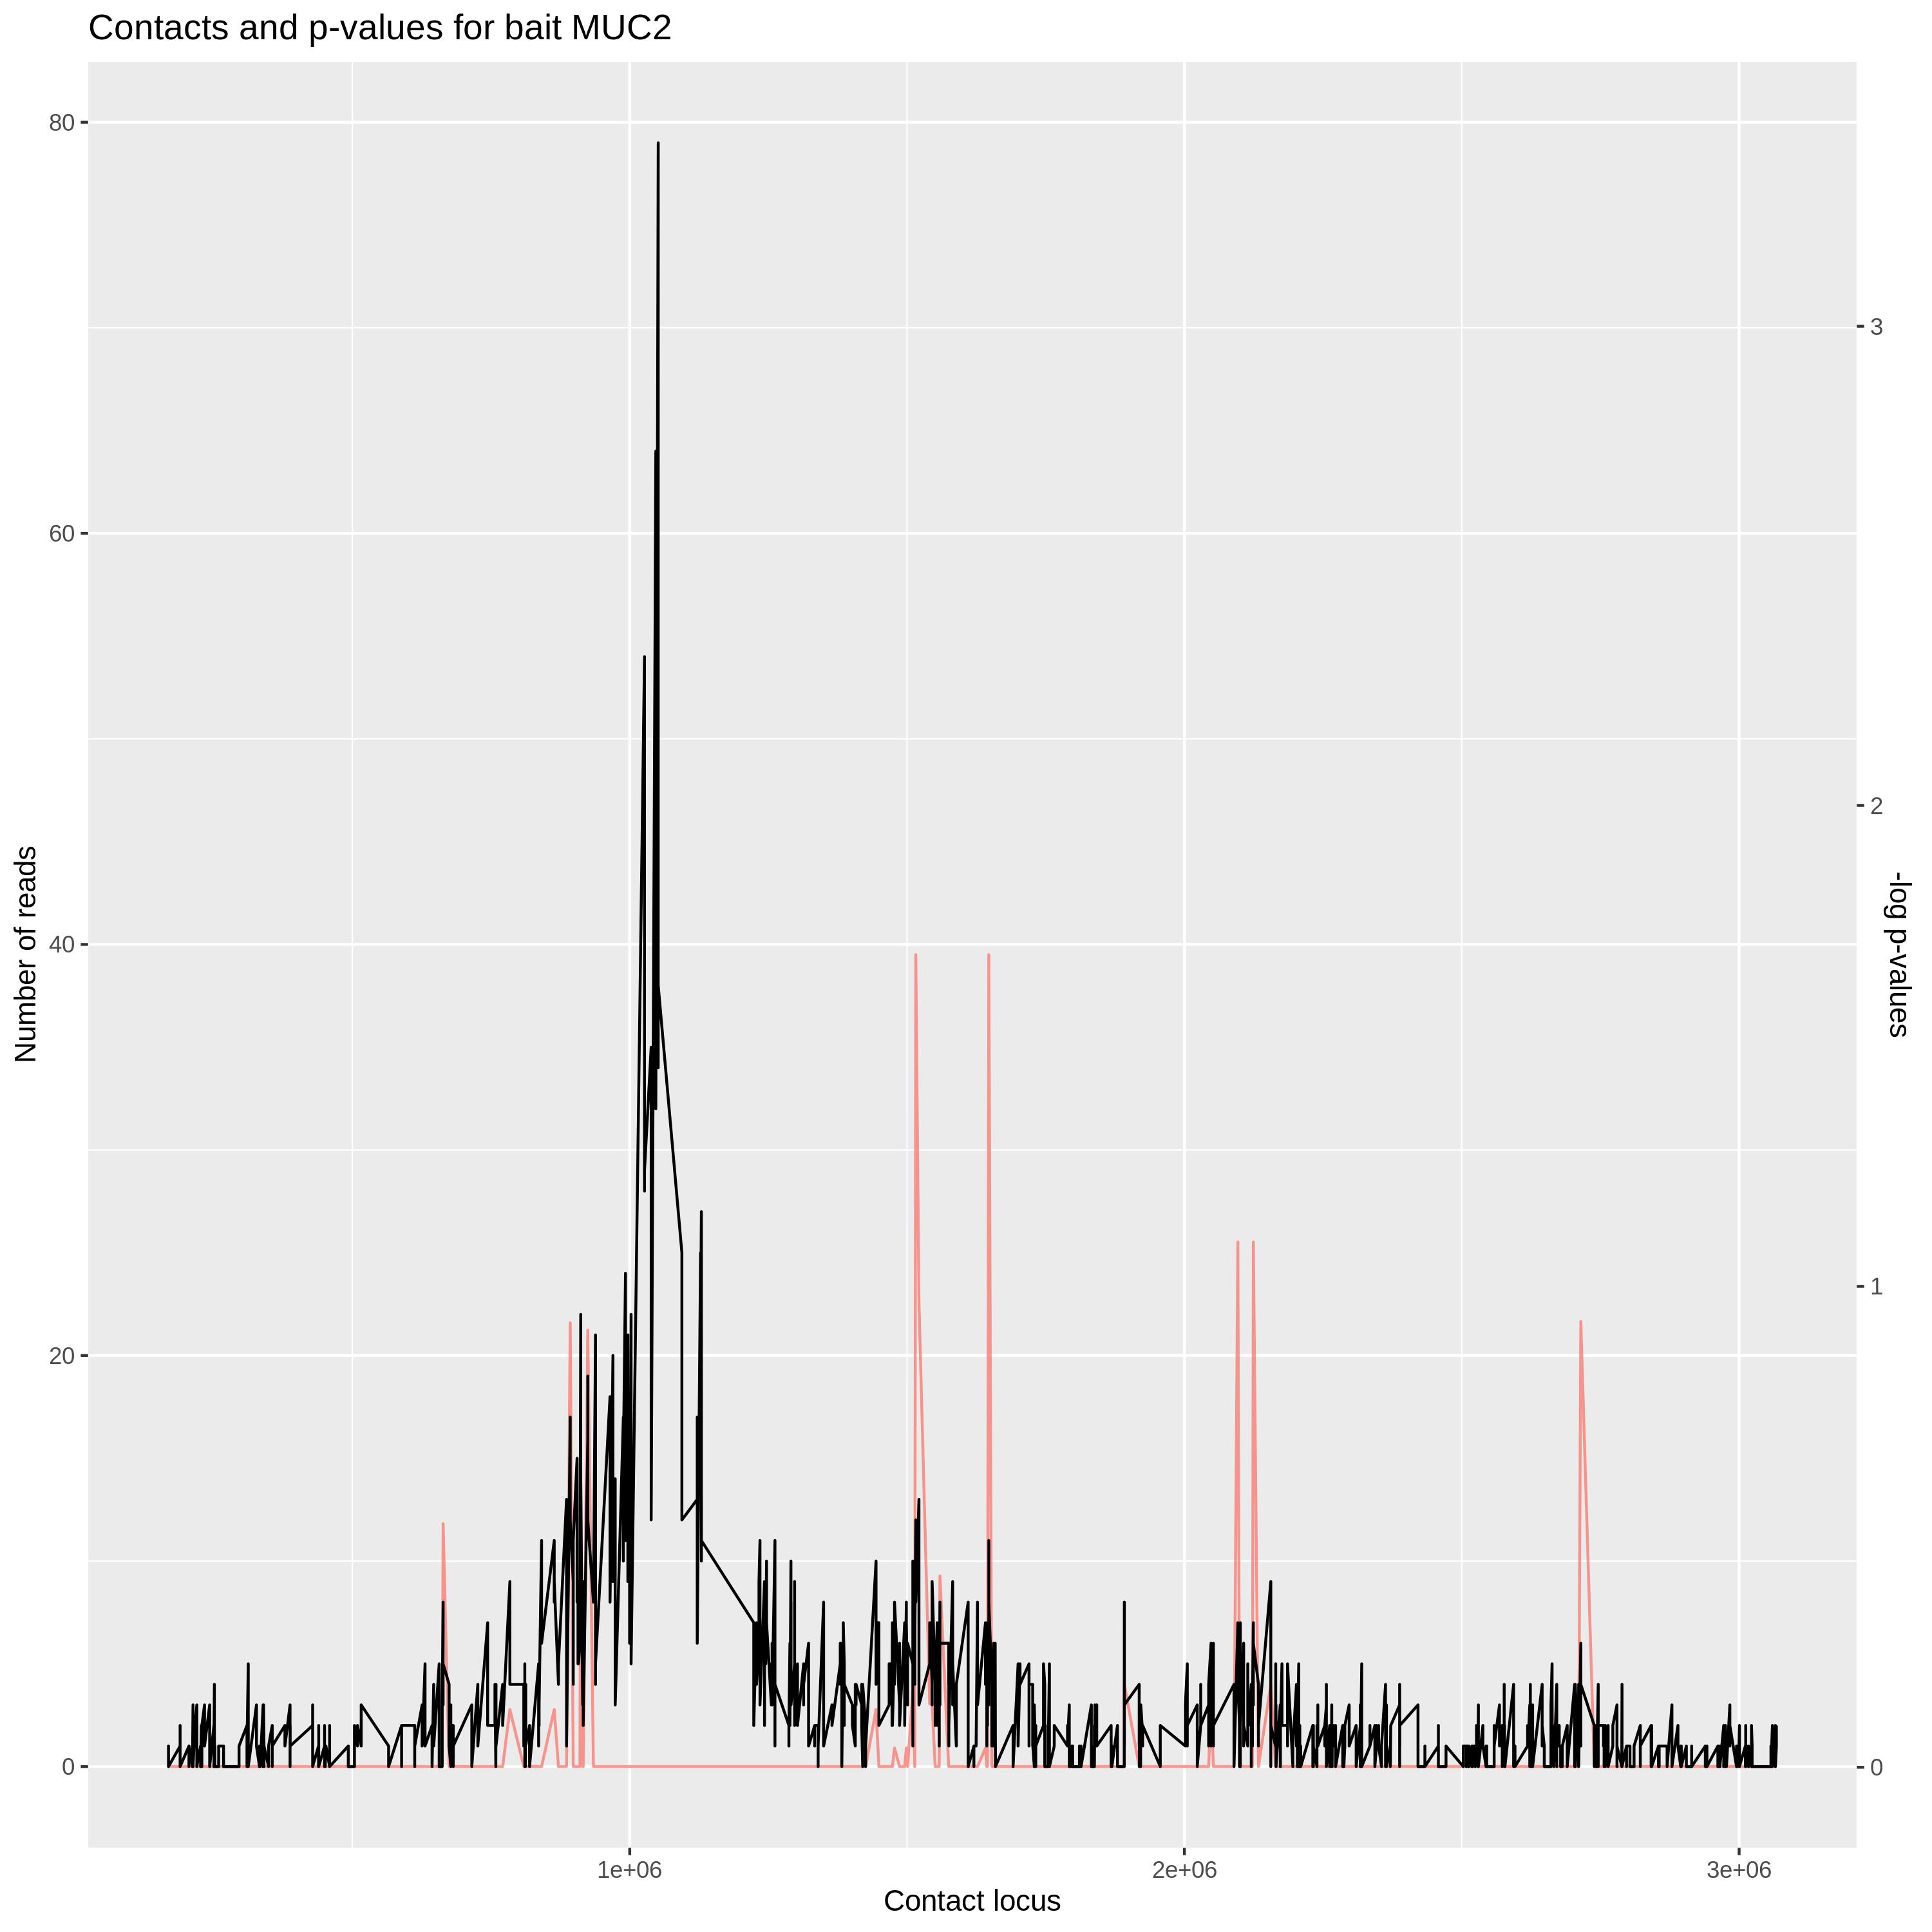 Contacts and p-values for bait MUC2
80
60
40
20
0
Number of reads
3
2
1
0
-log p-values
1e+06
2e+06
3e+06
Contact locus